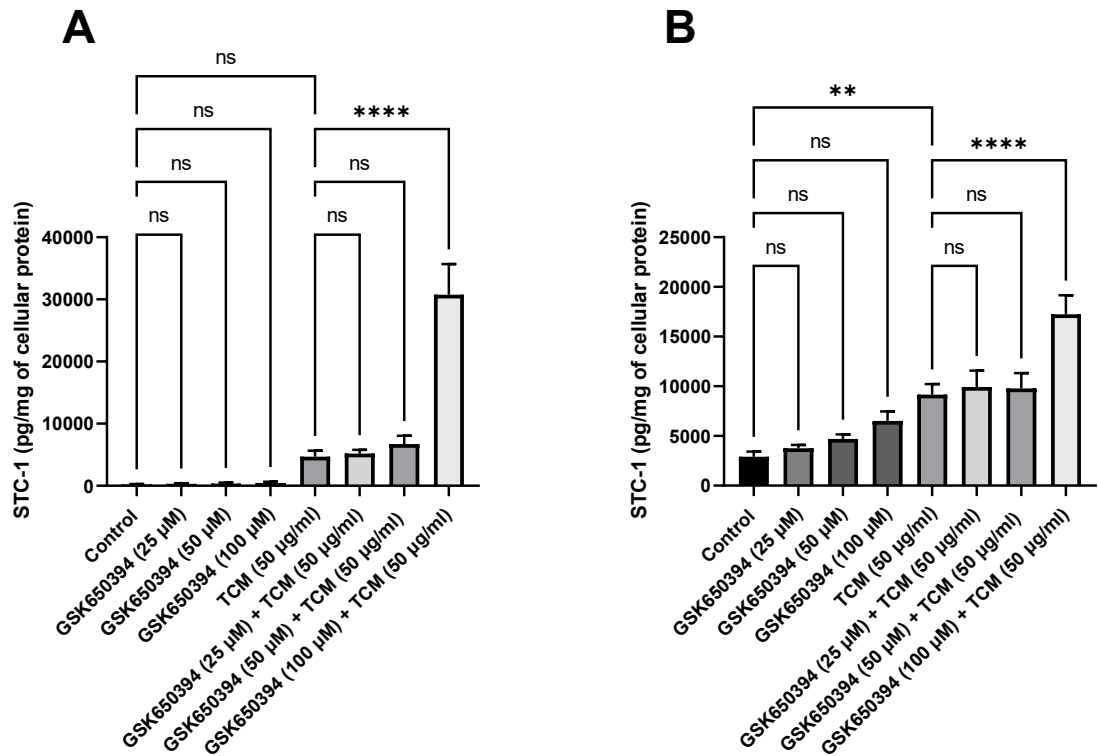 A
ns
ns
ns
ns
****
ns
ns
STC-1 (pg/mg of cellular protein)
40000
30000
20000
10000
0
Control
GSK650394 (25 µM)
GSK650394 (50 µM)
GSK650394 (100 µM)
TCM (50 µg/ml)
GSK650394 (25 µM) + TCM (50 µg/ml)
GSK650394 (50 µM) + TCM (50 µg/ml)
GSK650394 (100 µM) + TCM (50 µg/ml)
B
**
ns
ns
ns
****
ns
ns
STC-1 (pg/mg of cellular protein)
25000
20000
15000
10000
5000
0
Control
GSK650394 (25 µM)
GSK650394 (50 µM)
GSK650394 (100 µM)
TCM (50 µg/ml)
GSK650394 (25 µM) + TCM (50 µg/ml)
GSK650394 (50 µM) + TCM (50 µg/ml)
GSK650394 (100 µM) + TCM (50 µg/ml)